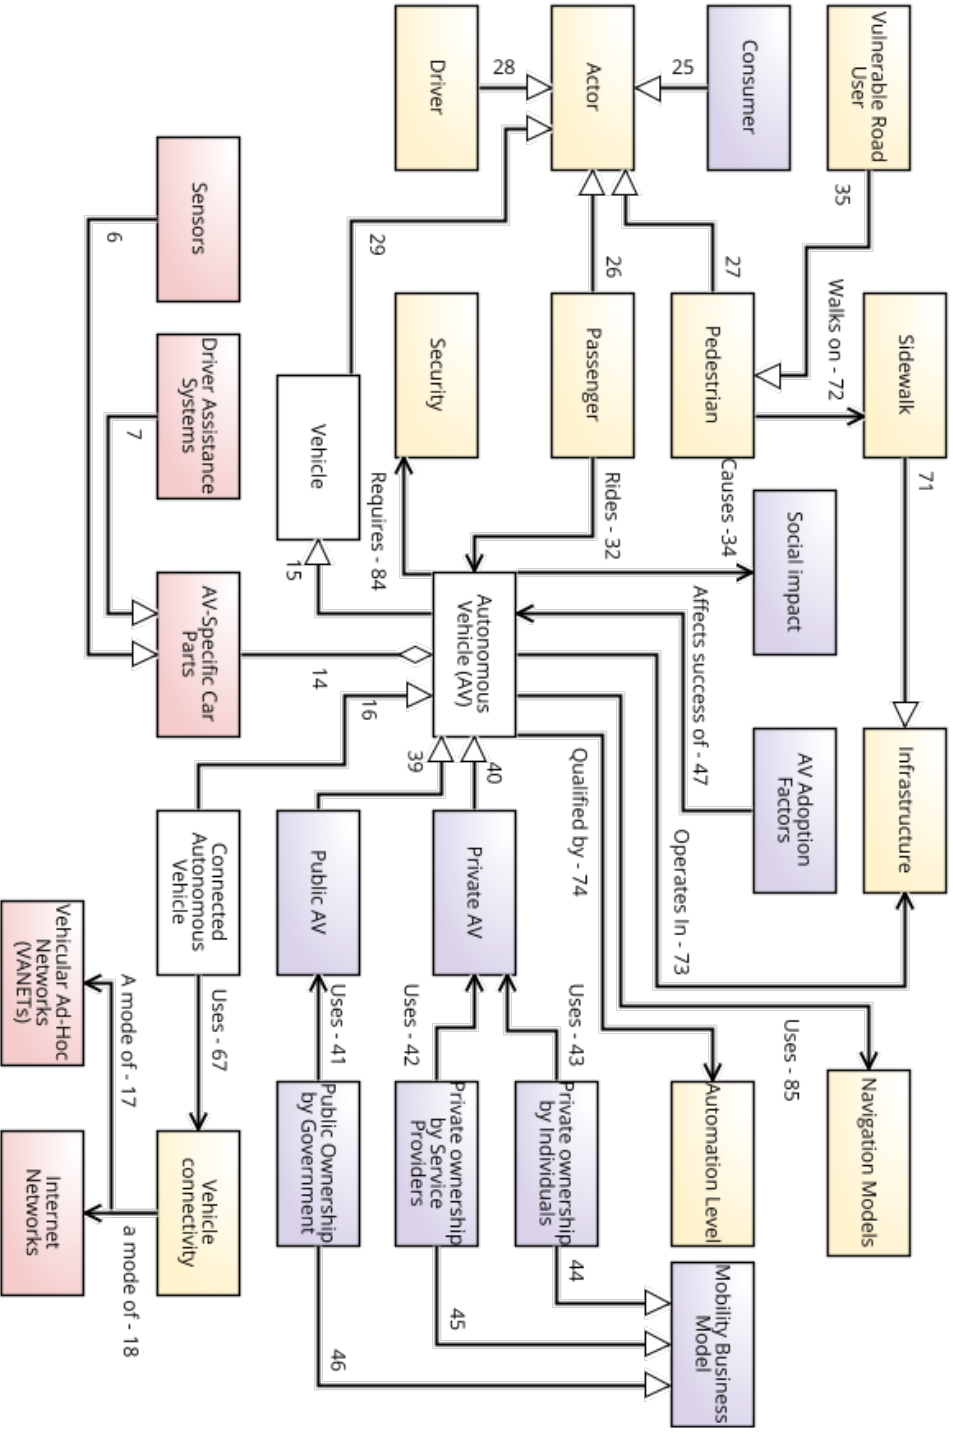 Vulnerable Road
User
35
Consumer
25
Actor
28
Driver
29
27
26
Sidewalk
71
Walks on - 72
Pedestrian
Passenger
Security
Vehicle
Sensors
6
Driver Assistance
Systems
7
Social impact
Causes -34
Rides - 32
Requires - 84
15
Autonomous
Vehicle (AV)
AV-Specific Car
Parts
14
16
Affects success of - 47
Infrastructure
AV Adoption
Factors
Operates In - 73
Qualified by - 74
40
39
Private AV
Public AV
Connected
Autonomous
Vehicle
Uses - 85
Uses - 43
Uses - 42
Uses - 41
Uses - 67
Vehicular Ad-Hoc
Networks
(VANETs)
A mode of - 17
Navigation Models
Automation Level
Private ownership
by Individuals
Private ownership
by Service
Providers
Public Ownership
by Government
Vehicle
connectivity
Internet
Networks
a mode of - 18
44
45
46
Mobility Business
Model